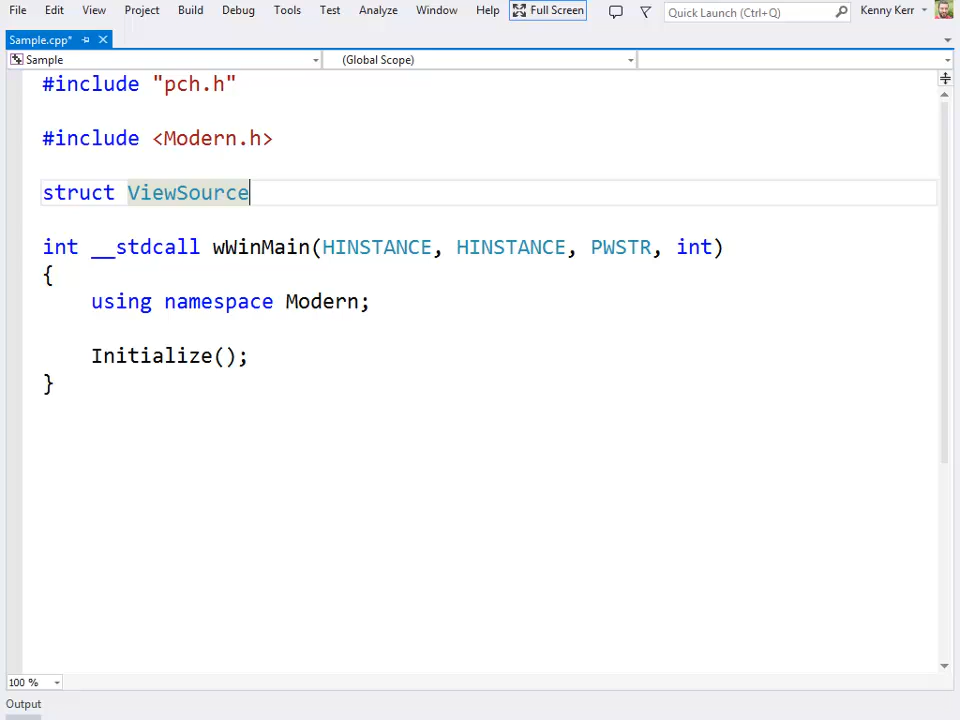 File Edit View Project Build Debug Tools Test Analyze Window Help Full Screen Quick Launch (Ctrl+Q) Kenny Kerr
Sample.cpp*
Sample (Global Scope)
#include "pch.h"
#include <Modern.h>
struct ViewSource
int __stdcall wWinMain(HINSTANCE, HINSTANCE, PWSTR, int)
{
using namespace Modern;
Initialize();
}
100 %
Output